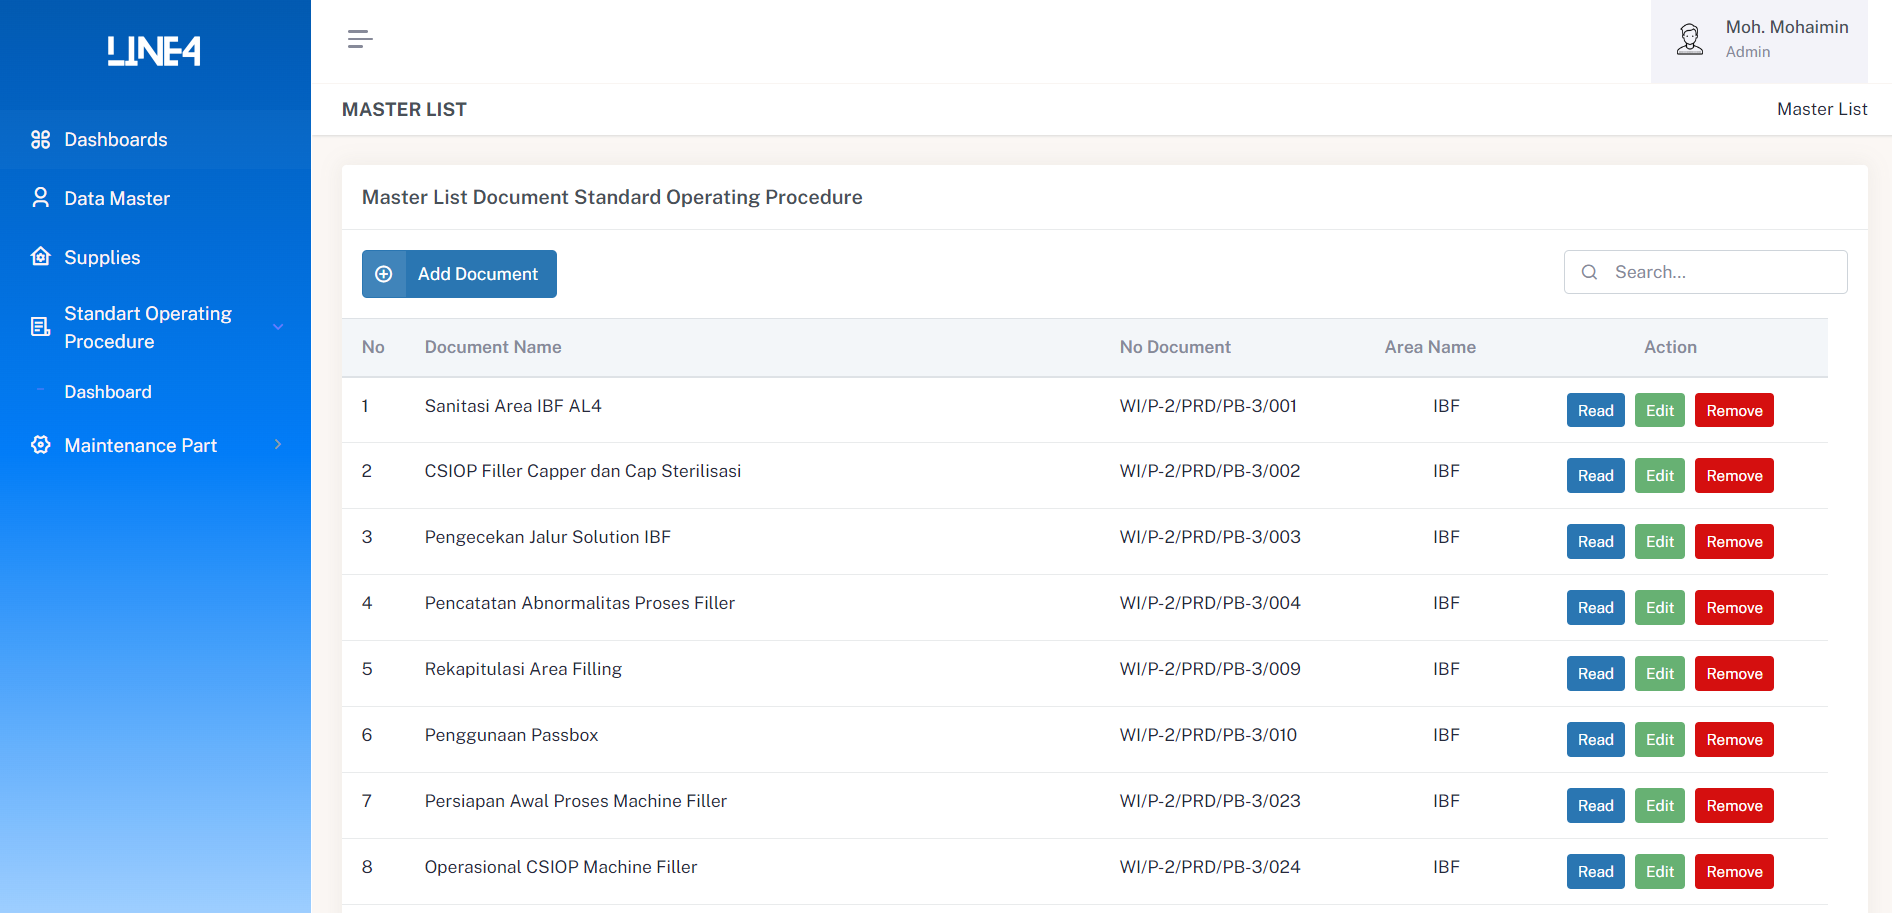 LINE4
Moh. Mohaimin
Admin
MASTER LIST
Master List
Dashboards
Data Master
Supplies
Standart Operating
Procedure
Dashboard
Maintenance Part
Master List Document Standard Operating Procedure
Add Document
Search...
No Document Name No Document Area Name Action
1 Sanitasi Area IBF AL4 WI/P-2/PRD/PB-3/001 IBF Read Edit Remove
2 CSIOP Filler Capper dan Cap Sterilisasi WI/P-2/PRD/PB-3/002 IBF Read Edit Remove
3 Pengecekan Jalur Solution IBF WI/P-2/PRD/PB-3/003 IBF Read Edit Remove
4 Pencatatan Abnormalitas Proses Filler WI/P-2/PRD/PB-3/004 IBF Read Edit Remove
5 Rekapitulasi Area Filling WI/P-2/PRD/PB-3/009 IBF Read Edit Remove
6 Penggunaan Passbox WI/P-2/PRD/PB-3/010 IBF Read Edit Remove
7 Persiapan Awal Proses Machine Filler WI/P-2/PRD/PB-3/023 IBF Read Edit Remove
8 Operasional CSIOP Machine Filler WI/P-2/PRD/PB-3/024 IBF Read Edit Remove